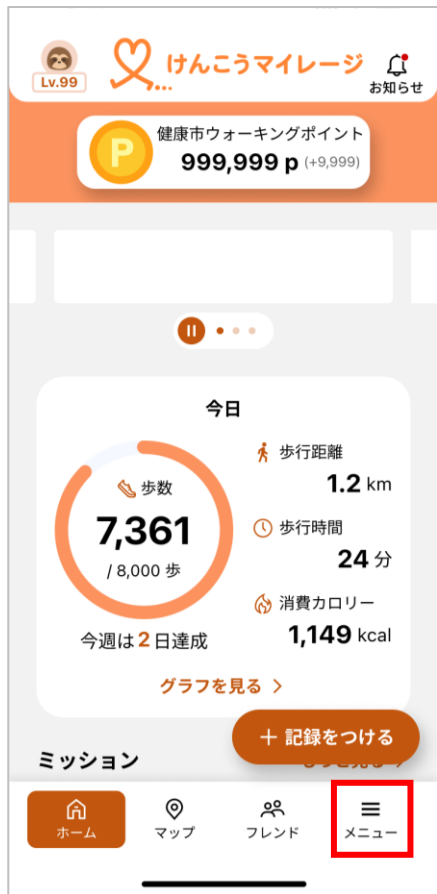 Lv.99
けんこうマイレージ
お知らせ
P
健康市ウォーキングポイント
999,999 p (+9,999)
今日
歩数
7,361
/ 8,000 歩
今週は2日達成
歩行距離
1.2 km
歩行時間
24 分
消費カロリー
1,149 kcal
グラフを見る
+ 記録をつける
ミッション
ホーム
マップ
フレンド
メニュー